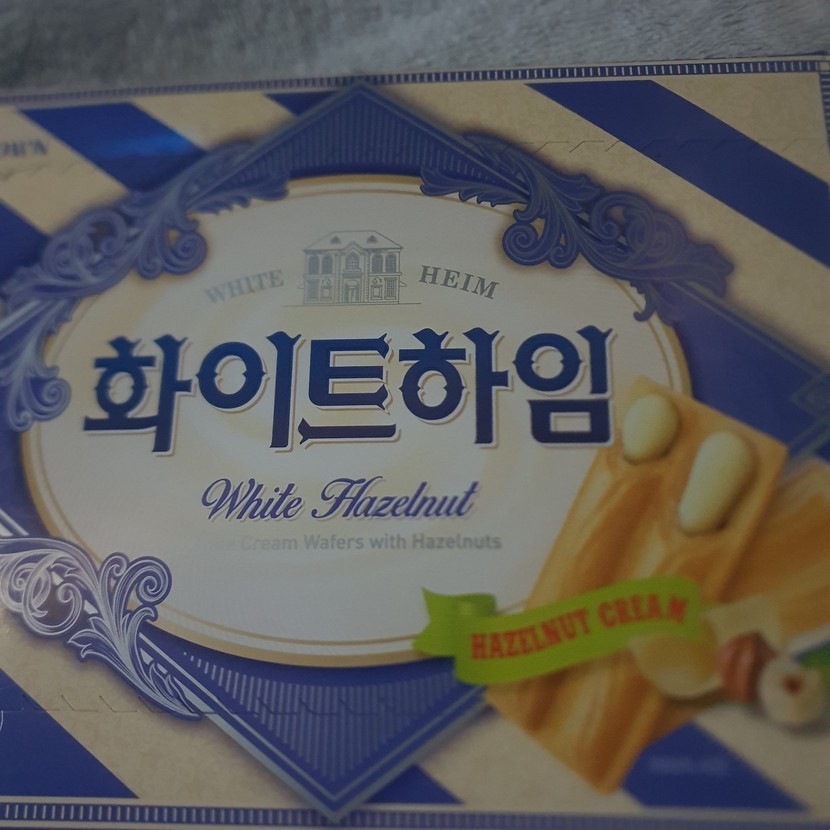 WHITE HEIM
화이트하임
White Hazelnut
Cream Wafers with Hazelnuts
HAZELNUT CREAM